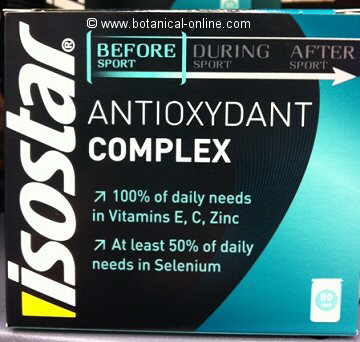 © www.botanical-online.com
BEFORE DURING AFTER
SPORT SPORT SPORT
isostar®
ANTIOXYDANT
COMPLEX
↗ 100% of daily needs
in Vitamins E, C, Zinc
↗ At least 50% of daily
needs in Selenium